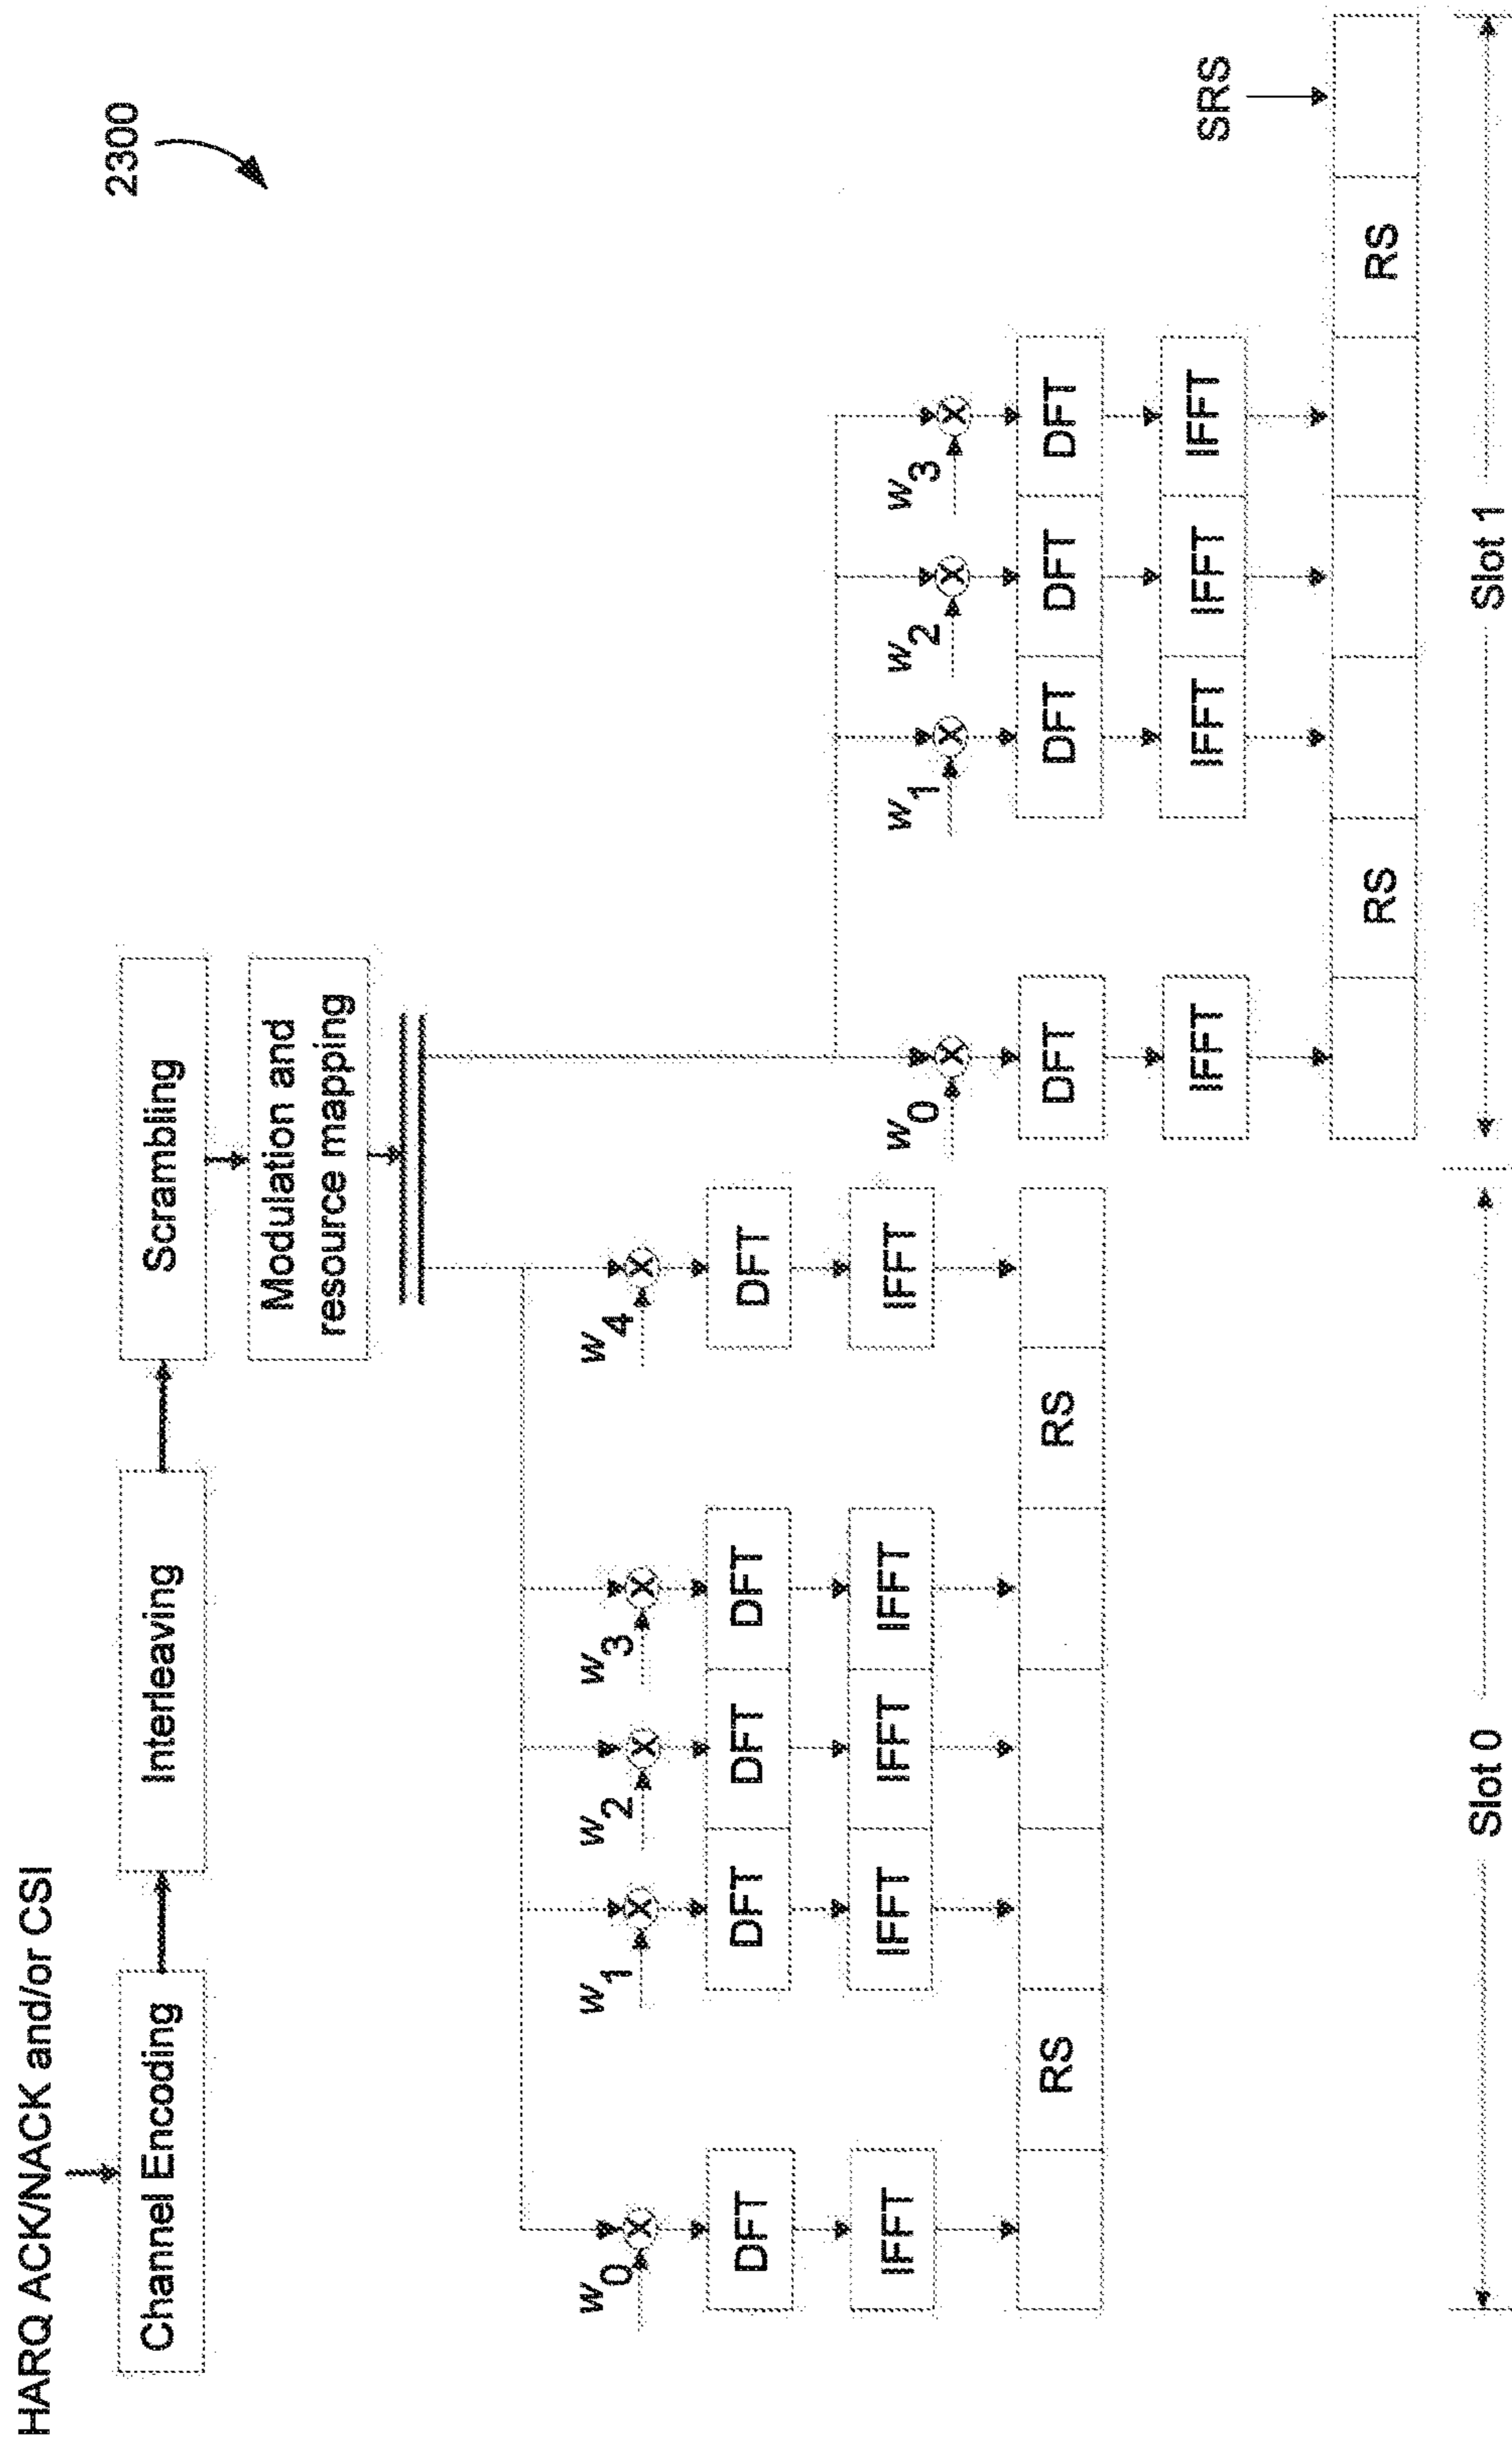 2300
HARQ ACK/NACK and/or CSI
Channel Encoding
Interleaving
Scrambling
Modulation and
resource mapping
w0
w1
w2
w3
w4
X
X
X
X
X
DFT
DFT
DFT
DFT
DFT
IFFT
IFFT
IFFT
IFFT
IFFT
RS
RS
w0
w1
w2
w3
X
X
X
X
DFT
DFT
DFT
DFT
IFFT
IFFT
IFFT
IFFT
SRS
RS
RS
Slot 0
Slot 1